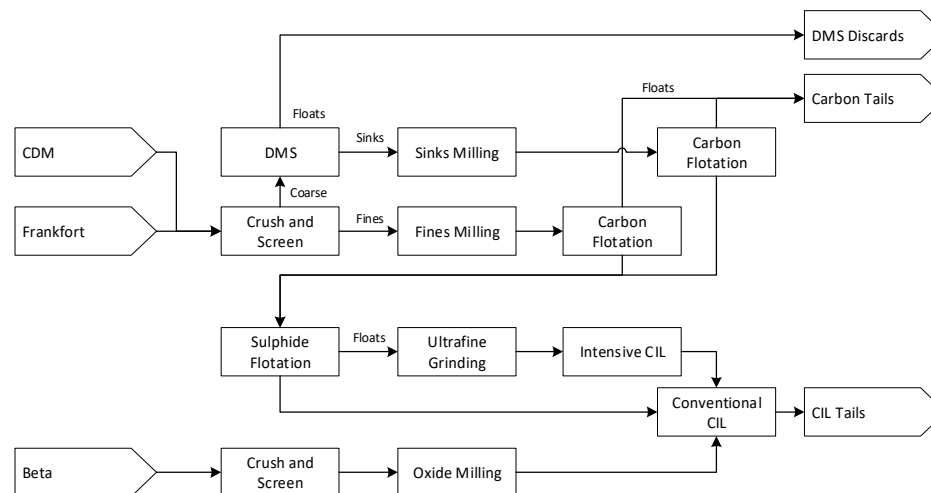 DMS Discards
Floats
Carbon Tails
Floats
CDM
DMS
Sinks
Sinks Milling
Carbon
Flotation
Coarse
Frankfort
Crush and
Screen
Fines
Fines Milling
Carbon
Flotation
Sulphide
Flotation
Floats
Ultrafine
Grinding
Intensive CIL
Conventional
CIL
CIL Tails
Beta
Crush and
Screen
Oxide Milling